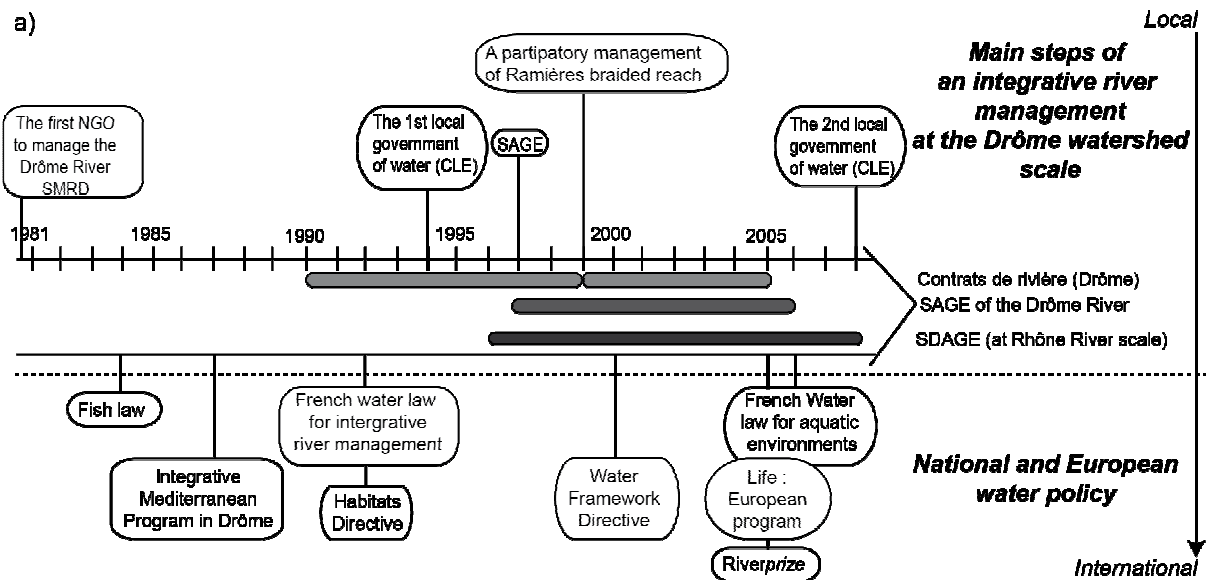 a)
Local
Main steps of
an integrative river
management
at the Drôme watershed
scale
A partipatory management
of Ramières braided reach
The first NGO
to manage the
Drôme River
SMRD
The 1st local
government
of water (CLE)
SAGE
The 2nd local
government
of water (CLE)
1981 1985 1990 1995 2000 2005
Contrats de rivière (Drôme)
SAGE of the Drôme River
SDAGE (at Rhône River scale)
Fish law
French water law
for intergrative
river management
French Water
law for aquatic
environments
Integrative
Mediterranean
Program in Drôme
Habitats
Directive
Water
Framework
Directive
Life :
European
program
Riverprize
National and European
water policy
International